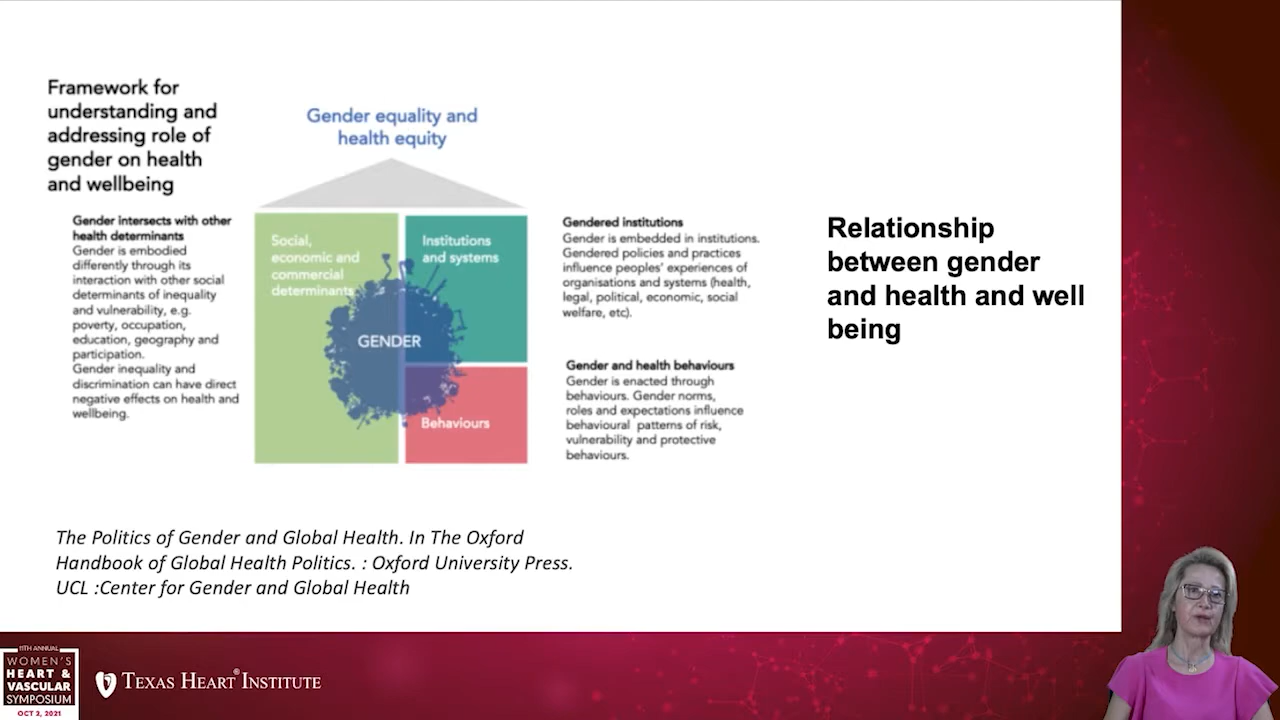 Framework for
understanding and
addressing role of
gender on health
and wellbeing
Gender equality and
health equity
Gender intersects with other
health determinants
Gender is embodied
differently through its
interaction with other social
determinants of inequality
and vulnerability, e.g.
poverty, occupation,
education, geography and
participation.
Gender inequality and
discrimination can have direct
negative effects on health and
wellbeing.
Social,
economic and
commercial
determinants
Institutions
and systems
GENDER
Behaviours
Gendered institutions
Gender is embedded in institutions.
Gendered policies and practices
influence peoples' experiences of
organisations and systems (health,
legal, political, economic, social
welfare, etc).
Gender and health behaviours
Gender is enacted through
behaviours. Gender norms,
roles and expectations influence
behavioural patterns of risk,
vulnerability and protective
behaviours.
Relationship
between gender
and health and well
being
The Politics of Gender and Global Health. In The Oxford
Handbook of Global Health Politics. : Oxford University Press.
UCL :Center for Gender and Global Health
11TH ANNUAL
WOMEN'S
HEART &
VASCULAR
SYMPOSIUM
OCT 2, 2021
TEXAS HEART® INSTITUTE